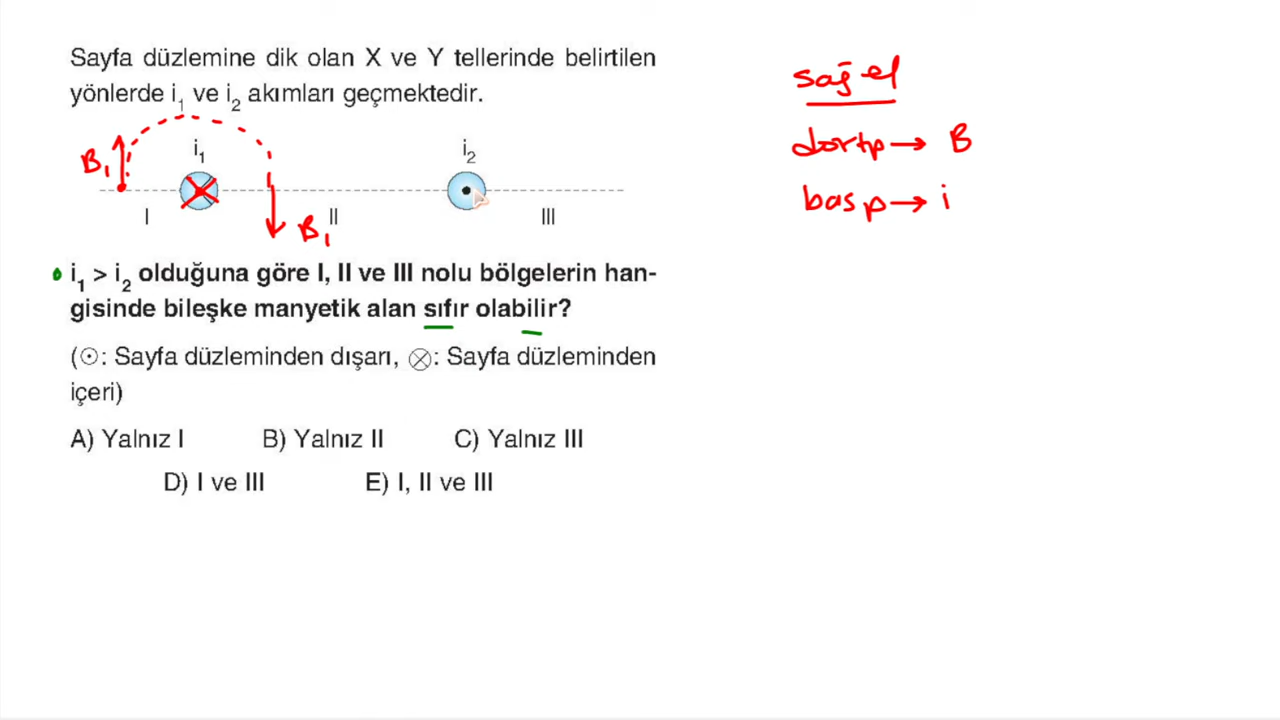 Sayfa düzlemine dik olan X ve Y tellerinde belirtilen
yönlerde i₁ ve i₂ akımları geçmektedir.
sağ el
dört p → B
baş p → i
B₁
i₁
i₂
I
II
III
B₁
i₁ > i₂ olduğuna göre I, II ve III nolu bölgelerin han-
gisinde bileşke manyetik alan sıfır olabilir?
(⊙: Sayfa düzleminden dışarı, ⊗: Sayfa düzleminden
içeri)
A) Yalnız I B) Yalnız II C) Yalnız III
D) I ve III E) I, II ve III